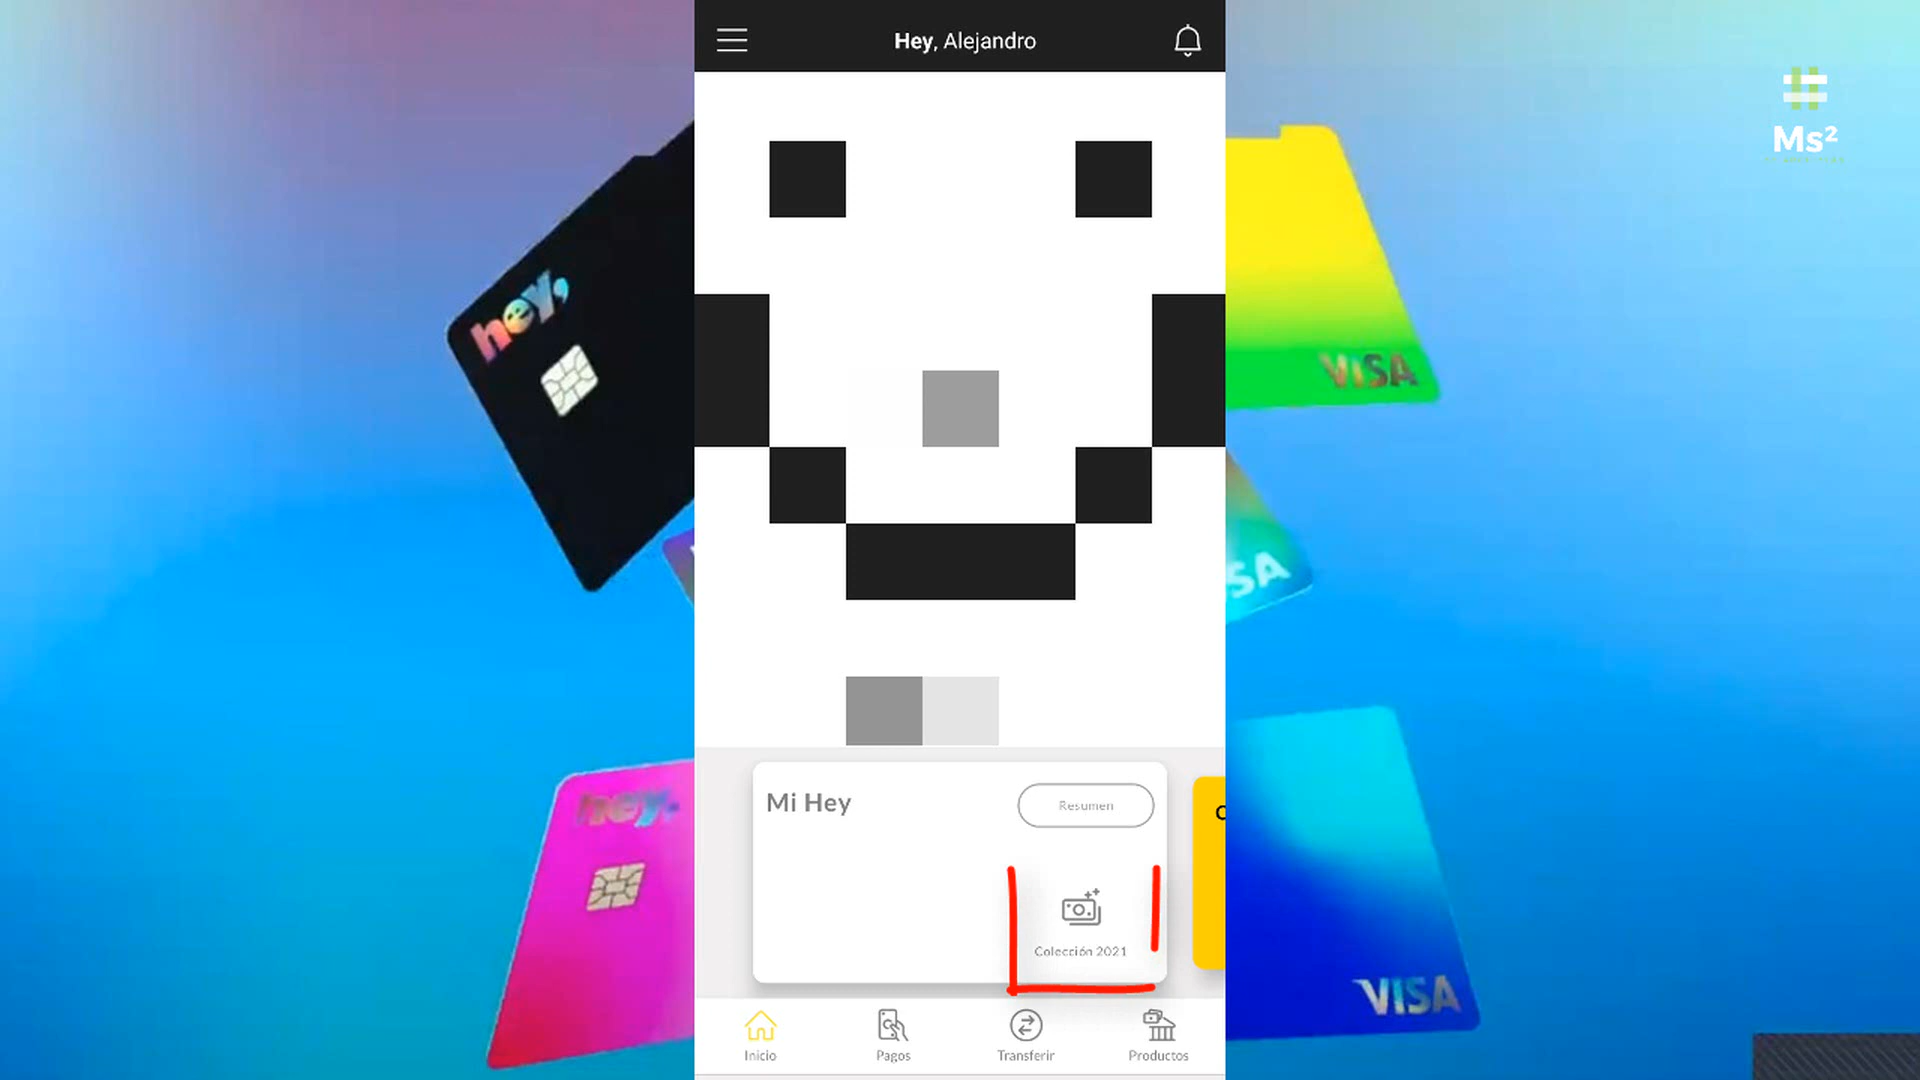 Hey, Alejandro
Ms²
hey,
VISA
SA
hey,
Mi Hey
Resumen
C
Colección 2021
VISA
Inicio
Pagos
Transferir
Productos